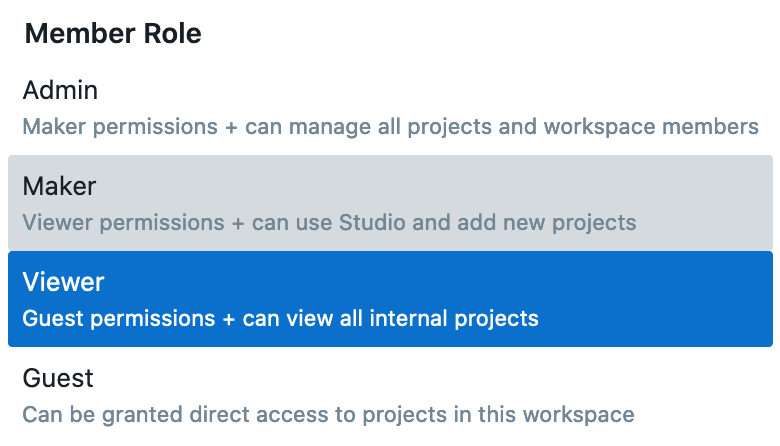 Member Role
Admin
Maker permissions + can manage all projects and workspace members
Maker
Viewer permissions + can use Studio and add new projects
Viewer
Guest permissions + can view all internal projects
Guest
Can be granted direct access to projects in this workspace